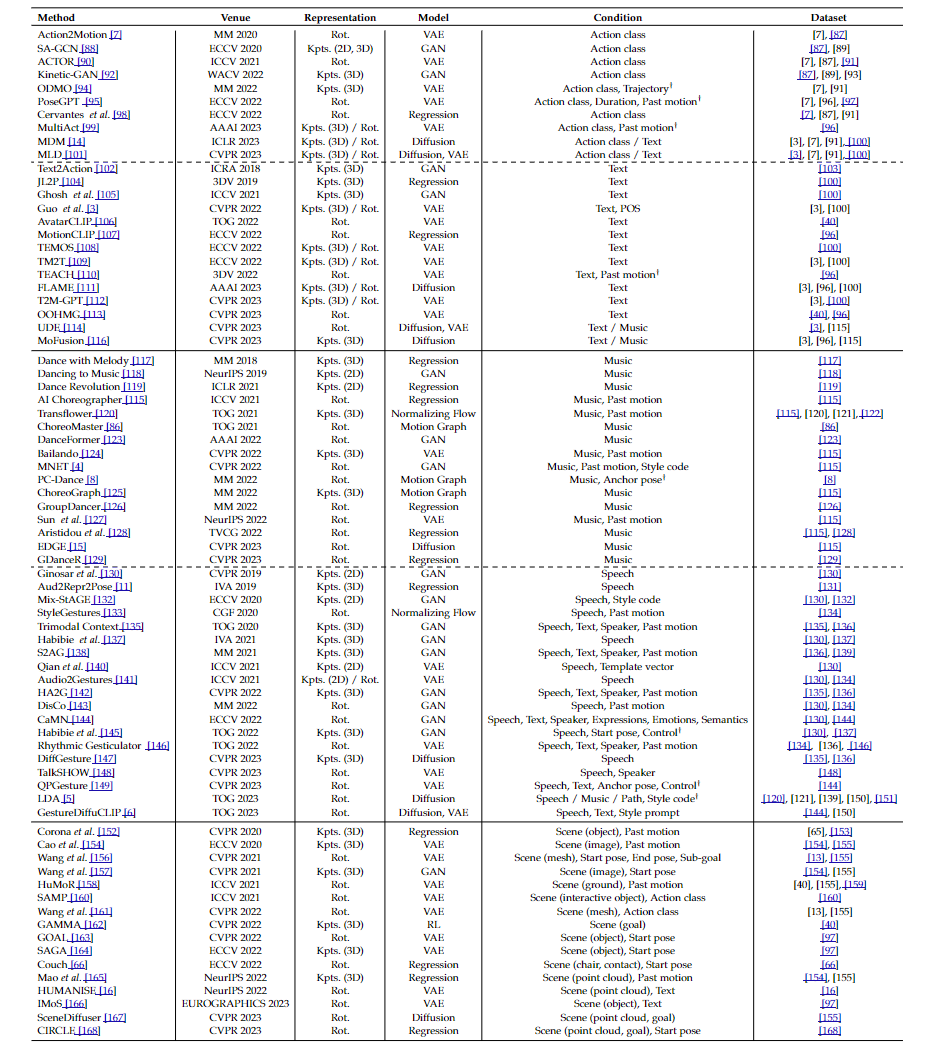 Method Venue Representation Model Condition Dataset
Action2Motion [7] MM 2020 Rot. VAE Action class [7], [87]
SA-GCN [88] ECCV 2020 Kpts. (2D, 3D) GAN Action class [87], [89]
ACTOR [90] ICCV 2021 Rot. VAE Action class [7], [87], [91]
Kinetic-GAN [92] WACV 2022 Kpts. (3D) GAN Action class [87], [89], [93]
ODMO [94] MM 2022 Kpts. (3D) VAE Action class, Trajectory† [7], [91]
PoseGPT [95] ECCV 2022 Rot. VAE Action class, Duration, Past motion† [7], [96], [97]
Cervantes et al. [98] ECCV 2022 Rot. Regression Action class [7], [87], [91]
MultiAct [99] AAAI 2023 Kpts. (3D) / Rot. VAE Action class, Past motion† [96]
MDM [14] ICLR 2023 Kpts. (3D) / Rot. Diffusion Action class / Text [3], [7], [91], [100]
MLD [101] CVPR 2023 Kpts. (3D) / Rot. Diffusion, VAE Action class / Text [3], [7], [91], [100]
Text2Action [102] ICRA 2018 Kpts. (3D) GAN Text [103]
JL2P [104] 3DV 2019 Kpts. (3D) Regression Text [100]
Ghosh et al. [105] ICCV 2021 Kpts. (3D) GAN Text [100]
Guo et al. [3] CVPR 2022 Kpts. (3D) / Rot. VAE Text, POS [3], [100]
AvatarCLIP [106] TOG 2022 Rot. VAE Text [40]
MotionCLIP [107] ECCV 2022 Rot. Regression Text [96]
TEMOS [108] ECCV 2022 Kpts. (3D) / Rot. VAE Text [100]
TM2T [109] ECCV 2022 Kpts. (3D) / Rot. VAE Text [3], [100]
TEACH [110] 3DV 2022 Rot. VAE Text, Past motion† [96]
FLAME [111] AAAI 2023 Kpts. (3D) / Rot. Diffusion Text [3], [96], [100]
T2M-GPT [112] CVPR 2023 Kpts. (3D) / Rot. VAE Text [3], [100]
OOHMG [113] CVPR 2023 Rot. VAE Text [40], [96]
UDE [114] CVPR 2023 Rot. Diffusion, VAE Text / Music [3], [115]
MoFusion [116] CVPR 2023 Kpts. (3D) Diffusion Text / Music [3], [96], [115]
Dance with Melody [117] MM 2018 Kpts. (3D) Regression Music [117]
Dancing to Music [118] NeurIPS 2019 Kpts. (2D) GAN Music [118]
Dance Revolution [119] ICLR 2021 Kpts. (2D) Regression Music [119]
AI Choreographer [115] ICCV 2021 Rot. Regression Music, Past motion [115]
Transflower [120] TOG 2021 Kpts. (3D) Normalizing Flow Music, Past motion [115], [120], [121], [122]
ChoreoMaster [86] TOG 2021 Rot. Motion Graph Music [86]
DanceFormer [123] AAAI 2022 Rot. GAN Music [123]
Bailando [124] CVPR 2022 Kpts. (3D) VAE Music, Past motion [115]
MNET [4] CVPR 2022 Rot. GAN Music, Past motion, Style code [115]
PC-Dance [8] MM 2022 Rot. Motion Graph Music, Anchor pose† [8]
ChoreoGraph [125] MM 2022 Kpts. (3D) Motion Graph Music [115]
GroupDancer [126] MM 2022 Rot. Regression Music [126]
Sun et al. [127] NeurIPS 2022 Rot. VAE Music, Past motion [115]
Aristidou et al. [128] TVCG 2022 Rot. Regression Music [115], [128]
EDGE [15] CVPR 2023 Rot. Diffusion Music [115]
GDanceR [129] CVPR 2023 Rot. Regression Music [129]
Ginosar et al. [130] CVPR 2019 Kpts. (2D) GAN Speech [130]
Aud2Repr2Pose [11] IVA 2019 Kpts. (3D) Regression Speech [131]
Mix-StAGE [132] ECCV 2020 Kpts. (2D) GAN Speech, Style code [130], [132]
StyleGestures [133] CGF 2020 Rot. Normalizing Flow Speech, Past motion [134]
Trimodal Context [135] TOG 2020 Kpts. (3D) GAN Speech, Text, Speaker, Past motion [135], [136]
Habibie et al. [137] IVA 2021 Kpts. (3D) GAN Speech [130], [137]
S2AG [138] MM 2021 Kpts. (3D) GAN Speech, Text, Speaker, Past motion [136], [139]
Qian et al. [140] ICCV 2021 Kpts. (2D) VAE Speech, Template vector [130]
Audio2Gestures [141] ICCV 2021 Kpts. (2D) / Rot. VAE Speech [130], [134]
HA2G [142] CVPR 2022 Kpts. (3D) GAN Speech, Text, Speaker, Past motion [135], [136]
DisCo [143] MM 2022 Rot. GAN Speech, Past motion [130], [134]
CaMN [144] ECCV 2022 Rot. GAN Speech, Text, Speaker, Expressions, Emotions, Semantics [130], [144]
Habibie et al. [145] TOG 2022 Kpts. (3D) GAN Speech, Start pose, Control† [130], [137]
Rhythmic Gesticulator [146] TOG 2022 Rot. VAE Speech, Text, Speaker, Past motion [134], [136], [146]
DiffGesture [147] CVPR 2023 Kpts. (3D) Diffusion Speech [135], [136]
TalkSHOW [148] CVPR 2023 Rot. VAE Speech, Speaker [148]
QPGesture [149] CVPR 2023 Rot. VAE Speech, Text, Anchor pose, Control† [144]
LDA [5] TOG 2023 Rot. Diffusion Speech / Music / Path, Style code† [120], [121], [139], [150], [151]
GestureDiffuCLIP [6] TOG 2023 Rot. Diffusion, VAE Speech, Text, Style prompt [144], [150]
Corona et al. [152] CVPR 2020 Kpts. (3D) Regression Scene (object), Past motion [65], [153]
Cao et al. [154] ECCV 2020 Kpts. (3D) VAE Scene (image), Past motion [154], [155]
Wang et al. [156] CVPR 2021 Rot. VAE Scene (mesh), Start pose, End pose, Sub-goal [13], [155]
Wang et al. [157] CVPR 2021 Kpts. (3D) GAN Scene (image), Start pose [154], [155]
HuMoR [158] ICCV 2021 Rot. VAE Scene (ground), Past motion [40], [155], [159]
SAMP [160] ICCV 2021 Rot. VAE Scene (interactive object), Action class [160]
Wang et al. [161] CVPR 2022 Rot. VAE Scene (mesh), Action class [13], [155]
GAMMA [162] CVPR 2022 Kpts. (3D) RL Scene (goal) [40]
GOAL [163] CVPR 2022 Rot. VAE Scene (object), Start pose [97]
SAGA [164] ECCV 2022 Kpts. (3D) VAE Scene (object), Start pose [97]
Couch [66] ECCV 2022 Rot. Regression Scene (chair, contact), Start pose [66]
Mao et al. [165] NeurIPS 2022 Kpts. (3D) Regression Scene (point cloud), Past motion [154], [155]
HUMANISE [16] NeurIPS 2022 Rot. VAE Scene (point cloud), Text [16]
IMoS [166] EUROGRAPHICS 2023 Rot. VAE Scene (object), Text [97]
SceneDiffuser [167] CVPR 2023 Rot. Diffusion Scene (point cloud, goal) [155]
CIRCLE [168] CVPR 2023 Rot. Regression Scene (point cloud, goal), Start pose [168]